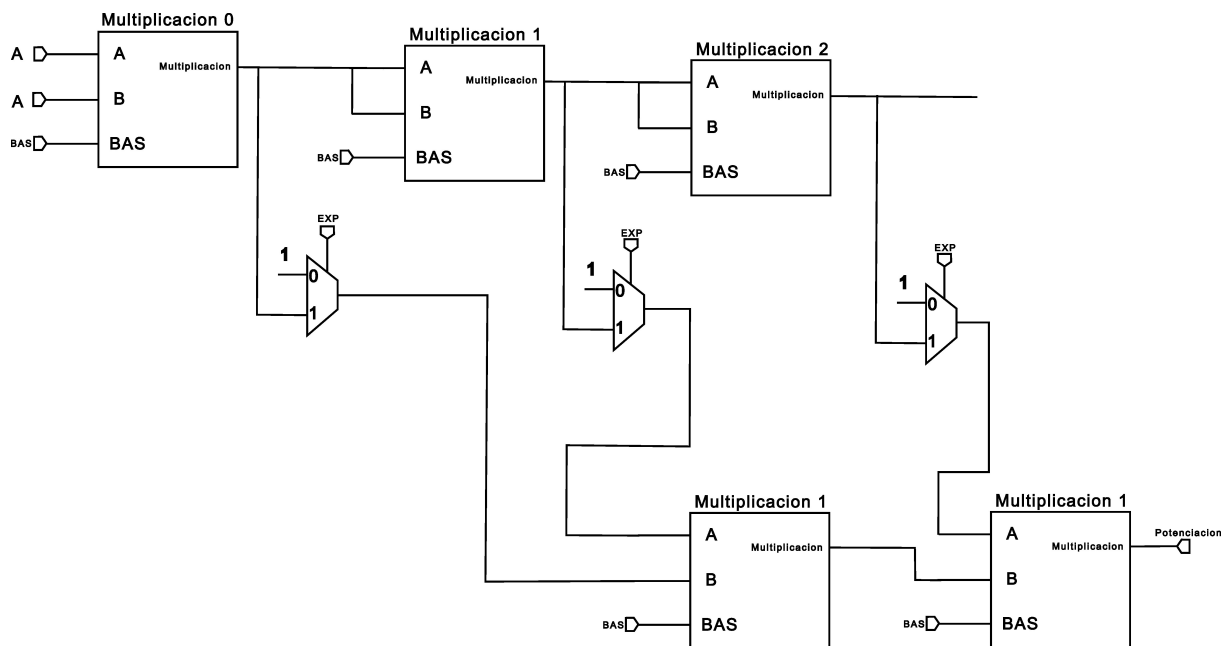 Multiplicacion 0
A
A
Multiplicacion
A
B
BAS
BAS
Multiplicacion 1
A
Multiplicacion
B
BAS
BAS
Multiplicacion 2
A
Multiplicacion
B
BAS
BAS
EXP
1
0
1
EXP
1
0
1
EXP
1
0
1
Multiplicacion 1
A
Multiplicacion
B
BAS
BAS
Multiplicacion 1
A
Multiplicacion
B
BAS
BAS
Potenciacion